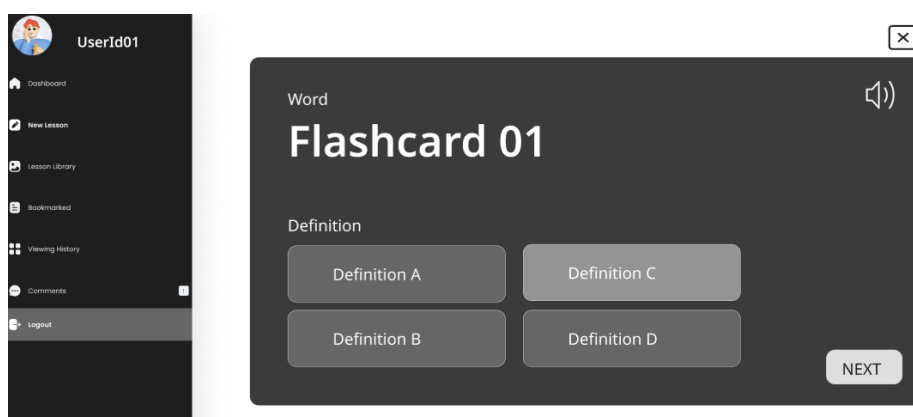 UserId01
Dashboard
New Lesson
Lesson Library
Bookmarked
Viewing History
Comments
Logout
Word
Flashcard 01
Definition
Definition A
Definition C
Definition B
Definition D
NEXT